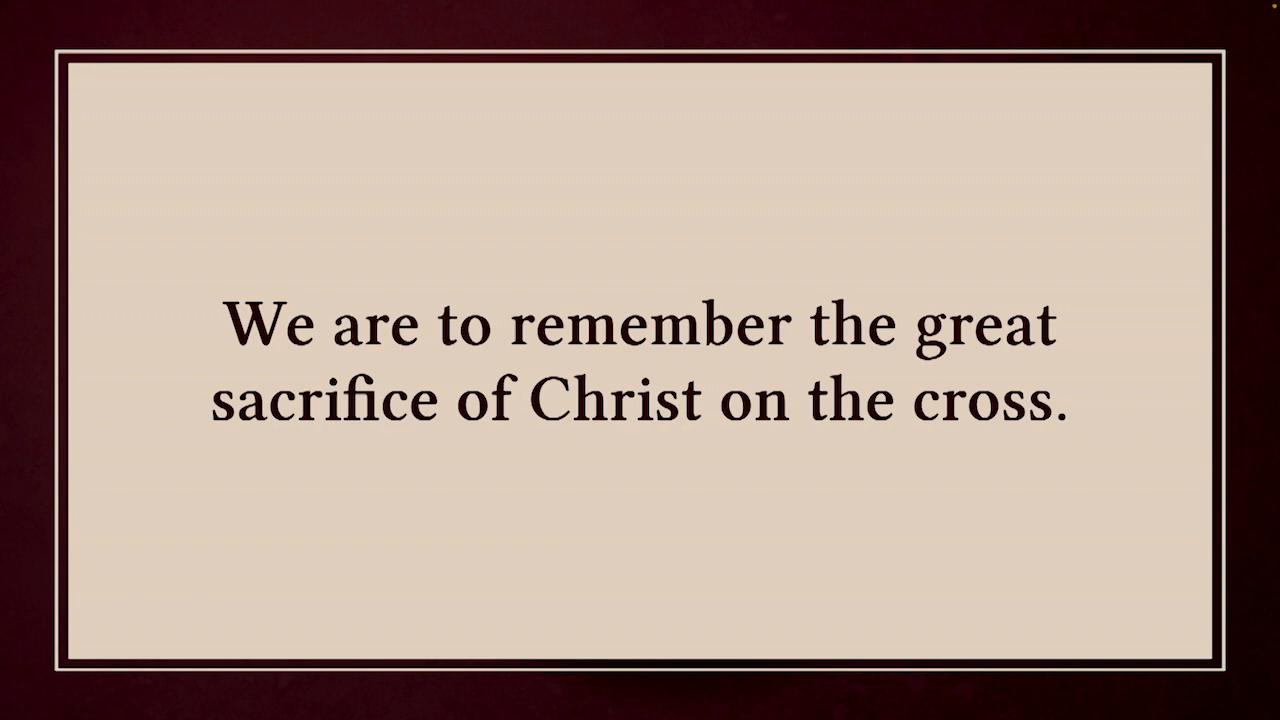 We are to remember the great
sacrifice of Christ on the cross.